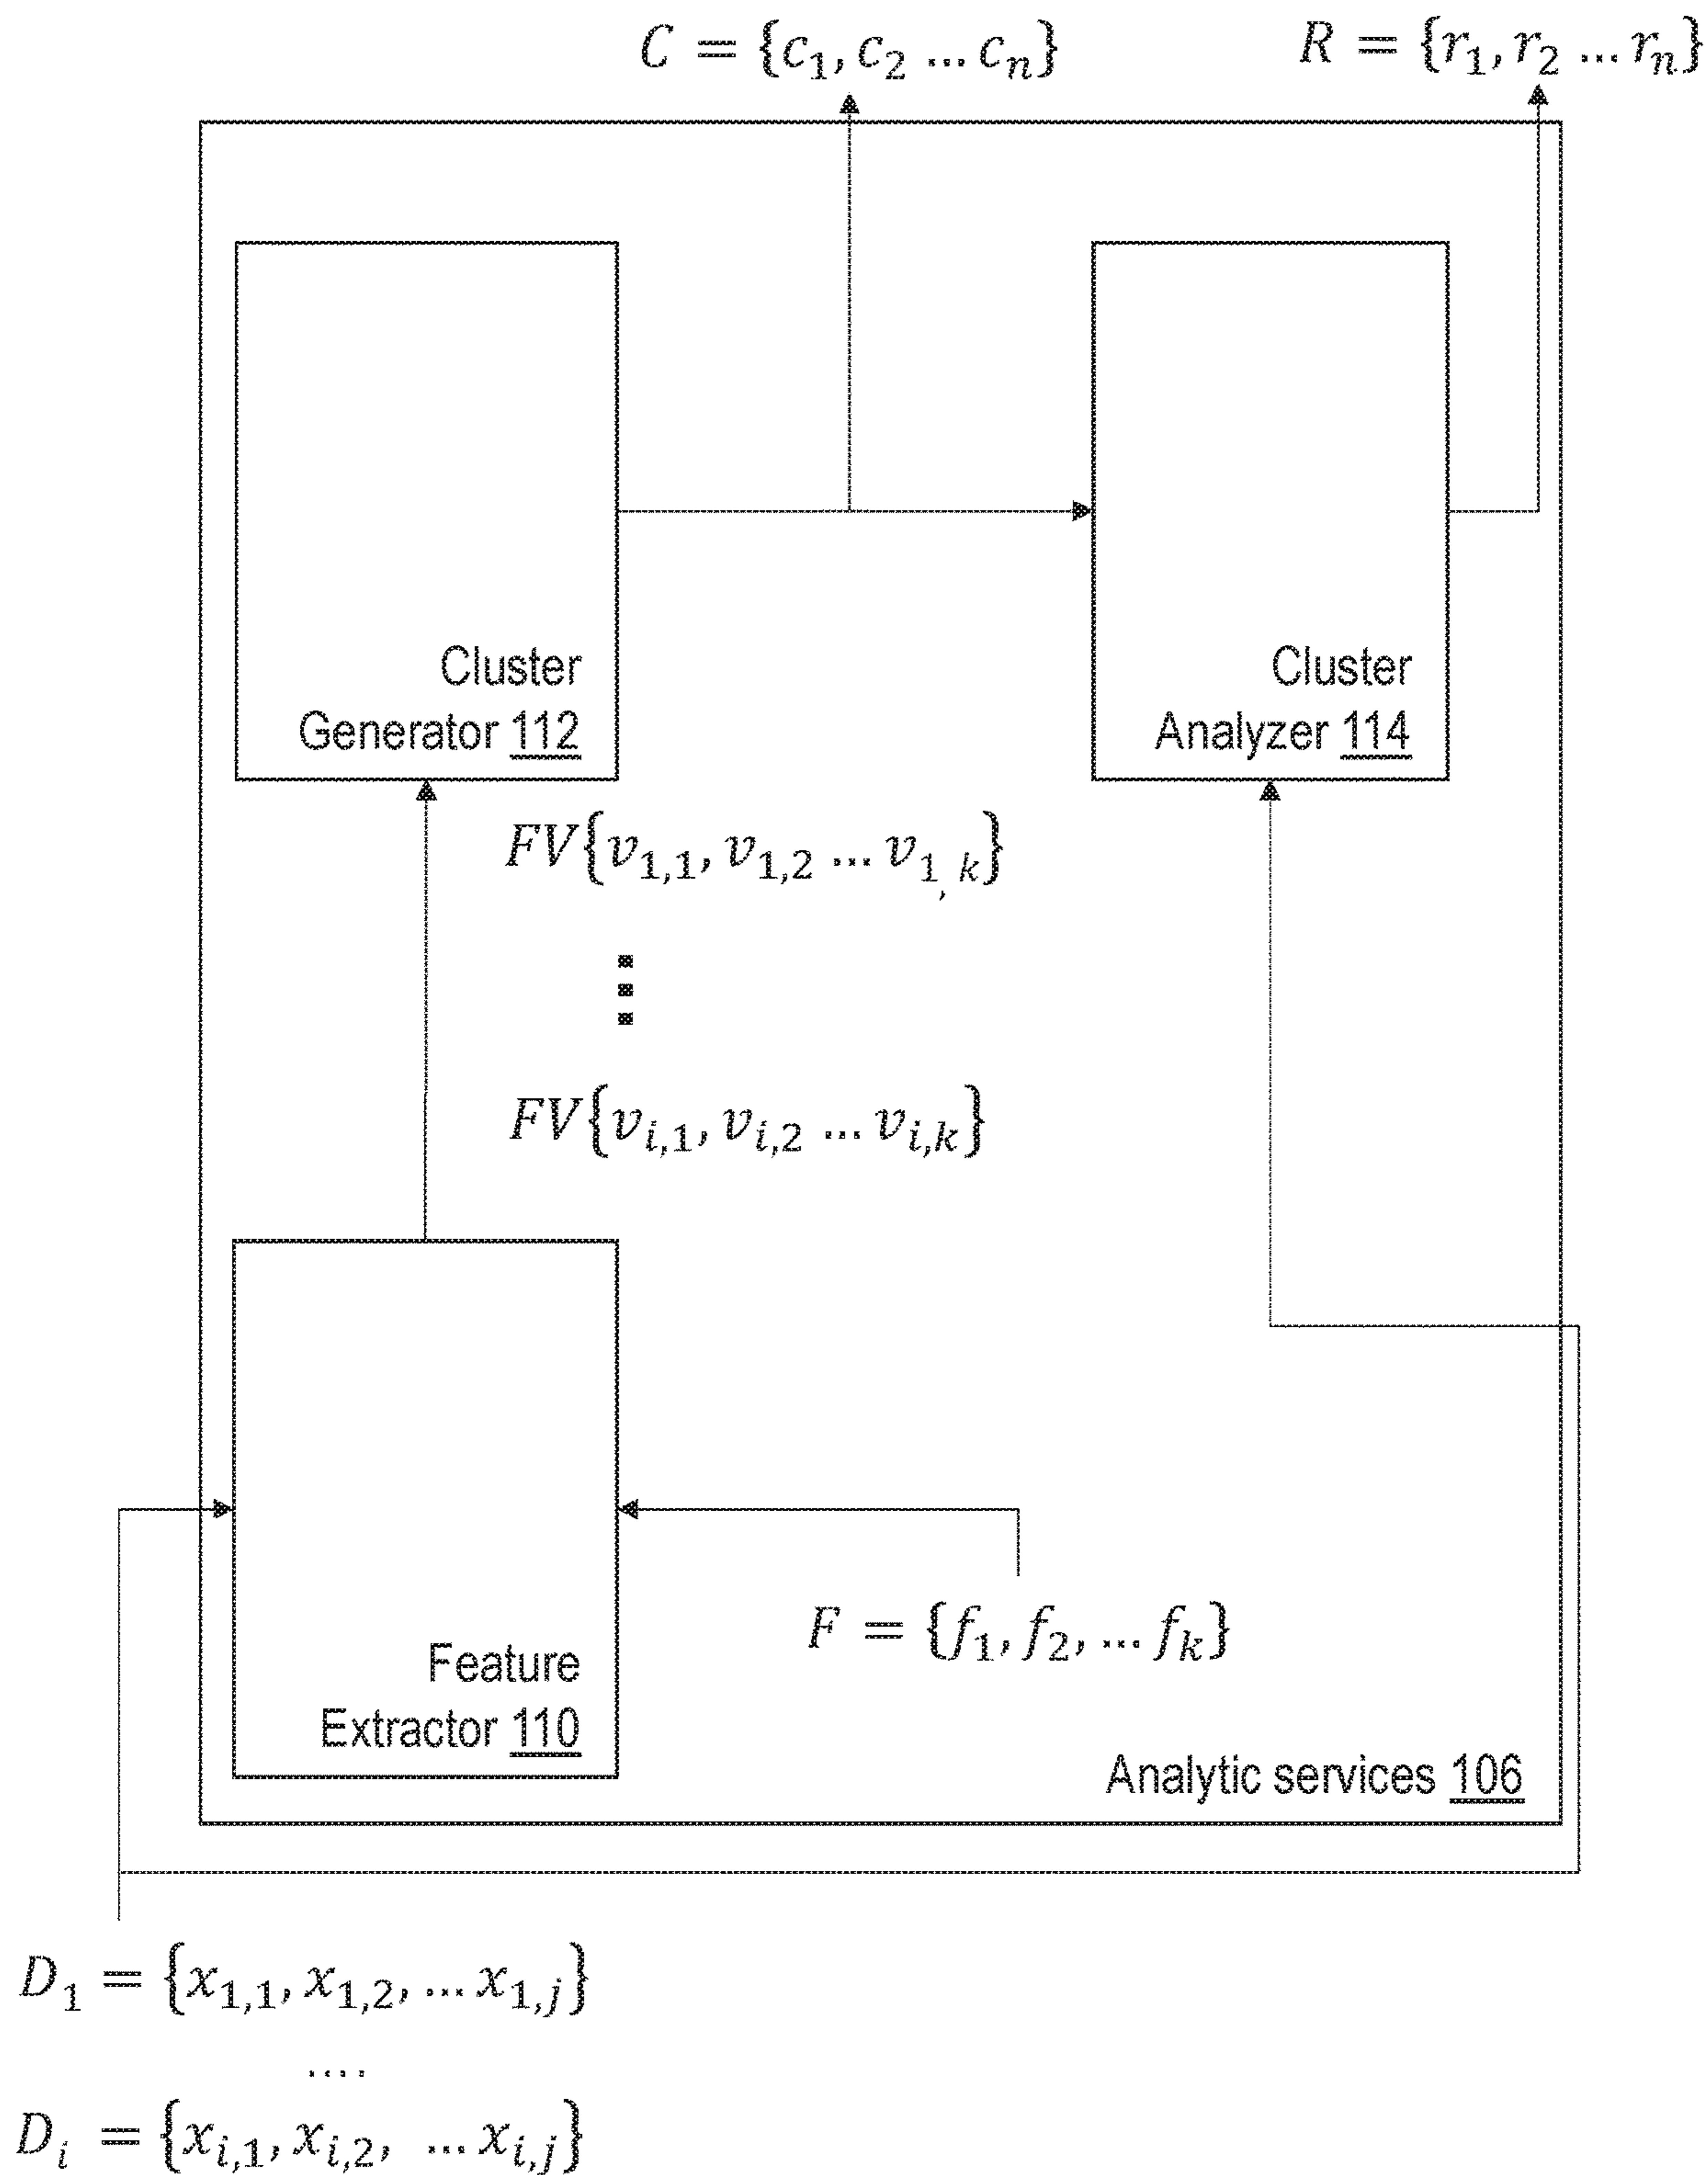 C = {c₁, c₂ ... cₙ}
R = {r₁, r₂ ... rₙ}
Cluster
Generator 112
Cluster
Analyzer 114
FV{v₁,₁, v₁,₂ ... v₁, ₖ}
⋮
FV{vᵢ,₁, vᵢ,₂ ... vᵢ,ₖ}
F = {f₁, f₂, ... fₖ}
Feature
Extractor 110
Analytic services 106
D₁ = {x₁,₁, x₁,₂, ... x₁,ⱼ}
....
Dᵢ = {xᵢ,₁, xᵢ,₂, ... xᵢ,ⱼ}